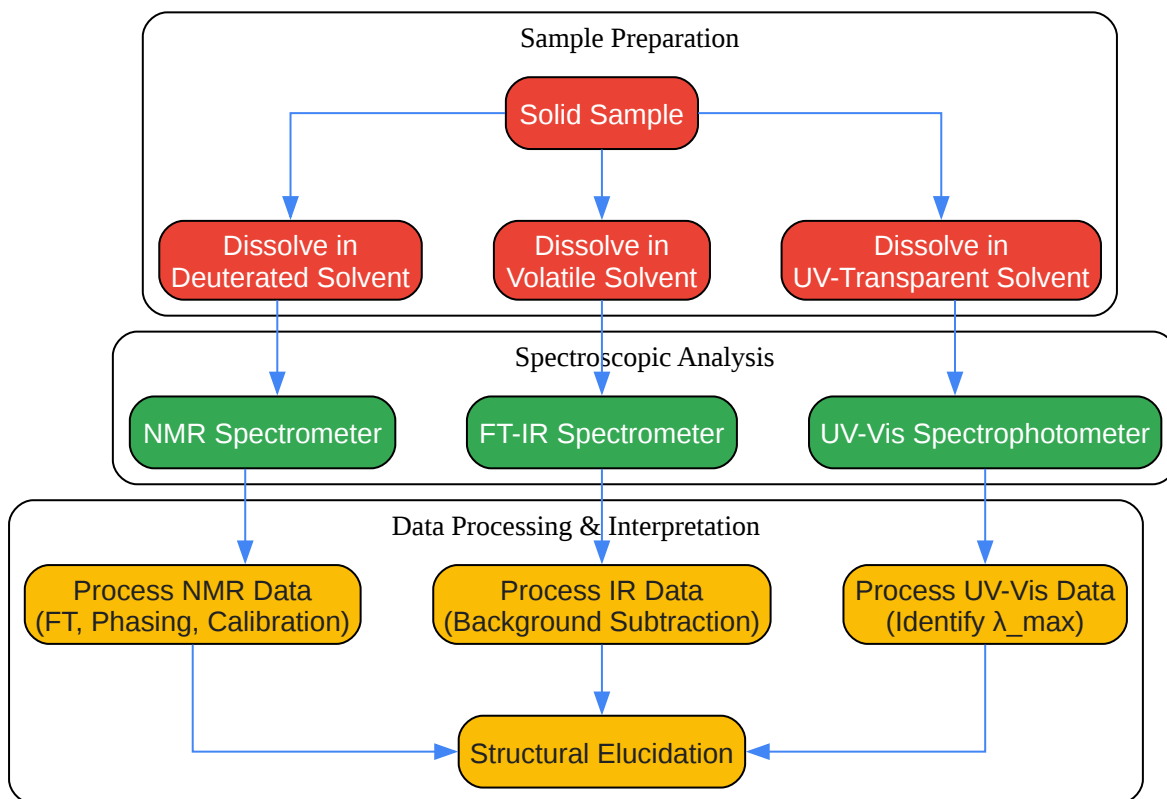 Sample Preparation
Solid Sample
Dissolve in
Deuterated Solvent
Dissolve in
Volatile Solvent
Dissolve in
UV-Transparent Solvent
Spectroscopic Analysis
NMR Spectrometer
FT-IR Spectrometer
UV-Vis Spectrophotometer
Data Processing & Interpretation
Process NMR Data
(FT, Phasing, Calibration)
Process IR Data
(Background Subtraction)
Process UV-Vis Data
(Identify λ_max)
Structural Elucidation